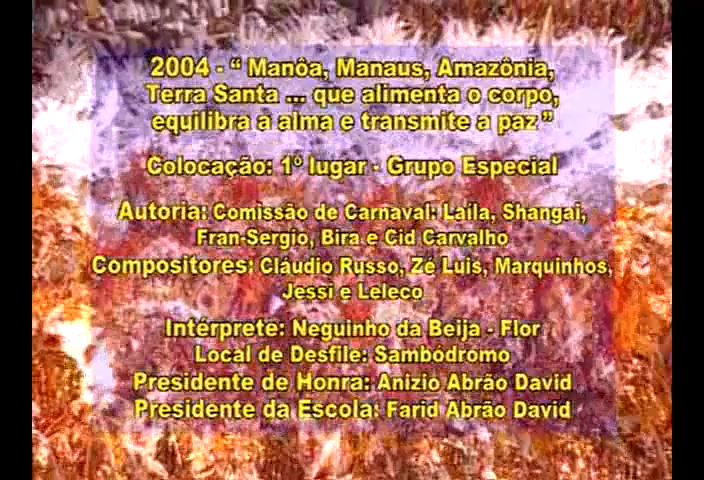 2004 - “ Manôa, Manaus, Amazônia,
Terra Santa ... que alimenta o corpo,
equilibra a alma e transmite a paz ”
Colocação: 1º lugar - Grupo Especial
Autoria: Comissão de Carnaval: Laíla, Shangai,
Fran-Sergio, Bira e Cid Carvalho
Compositores: Cláudio Russo, Zé Luis, Marquinhos,
Jessi e Leleco
Intérprete: Neguinho da Beija - Flor
Local de Desfile: Sambódromo
Presidente de Honra: Anizio Abrão David
Presidente da Escola: Farid Abrão David